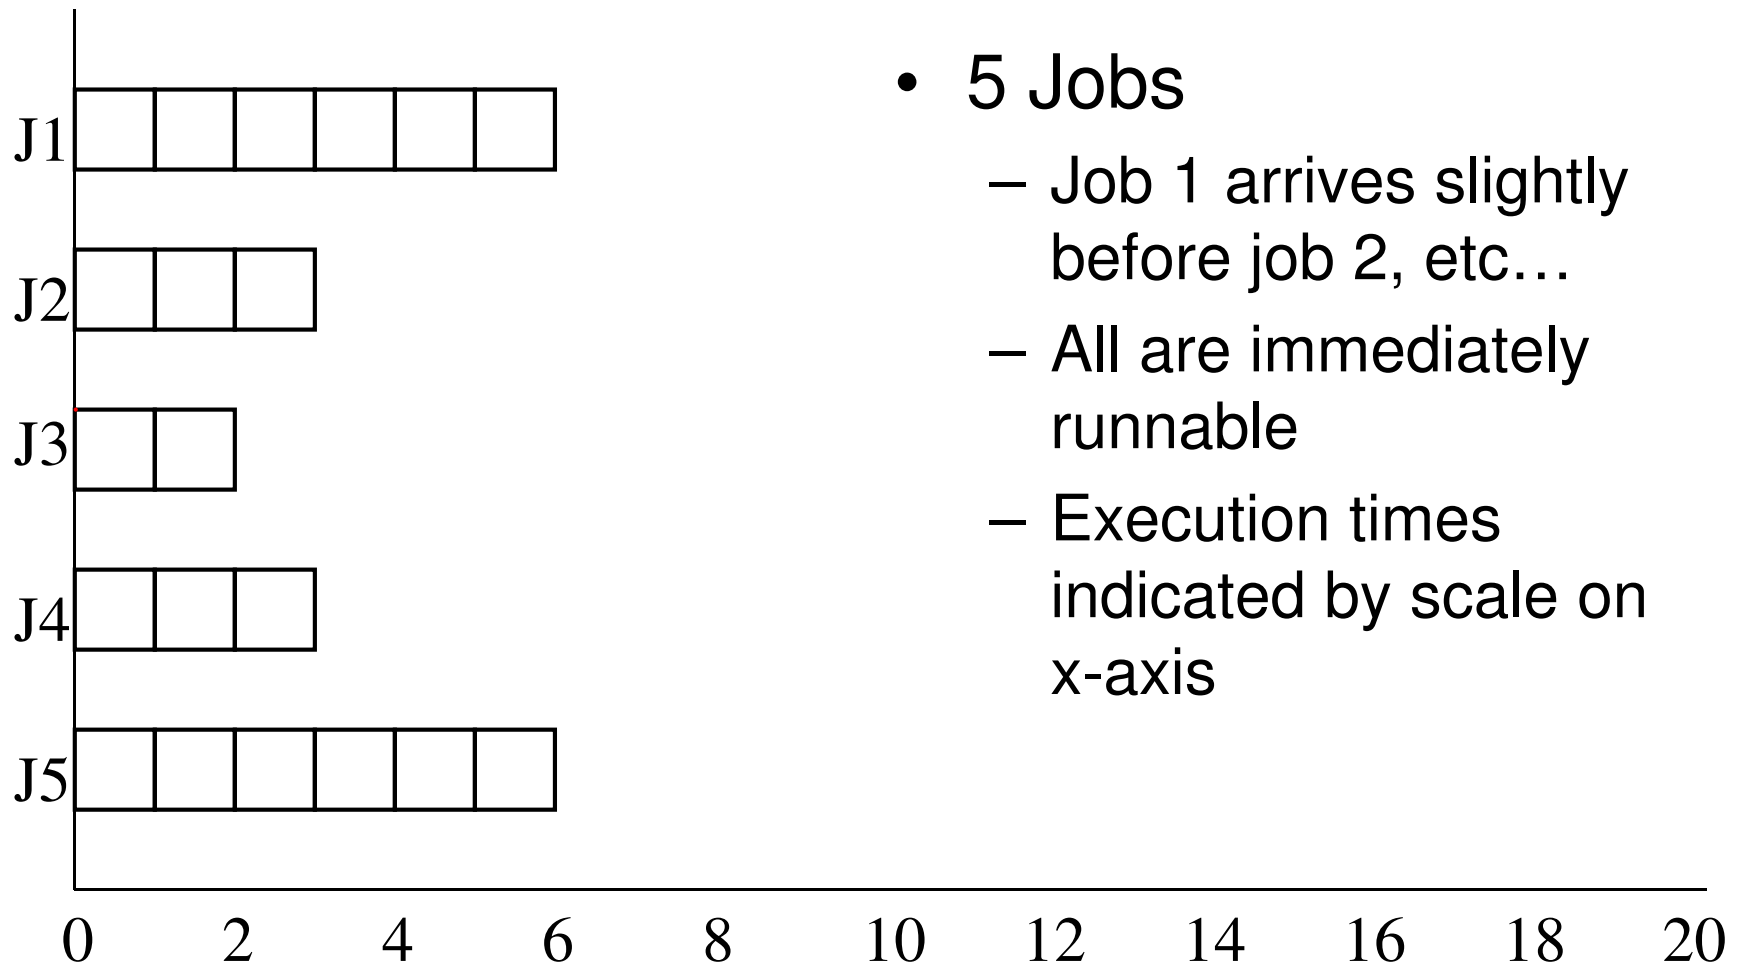 J1
J2
J3
J4
J5
0 2 4 6 8 10 12 14 16 18 20
• 5 Jobs
– Job 1 arrives slightly
before job 2, etc…
– All are immediately
runnable
– Execution times
indicated by scale on
x-axis